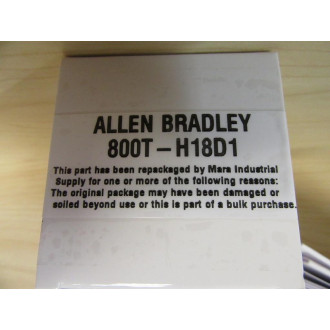 ALLEN BRADLEY
800T-H18D1
This part has been repackaged by Mara Industrial
Supply for one or more of the following reasons:
The original package may have been damaged or
soiled beyond use or this is part of a bulk purchase.